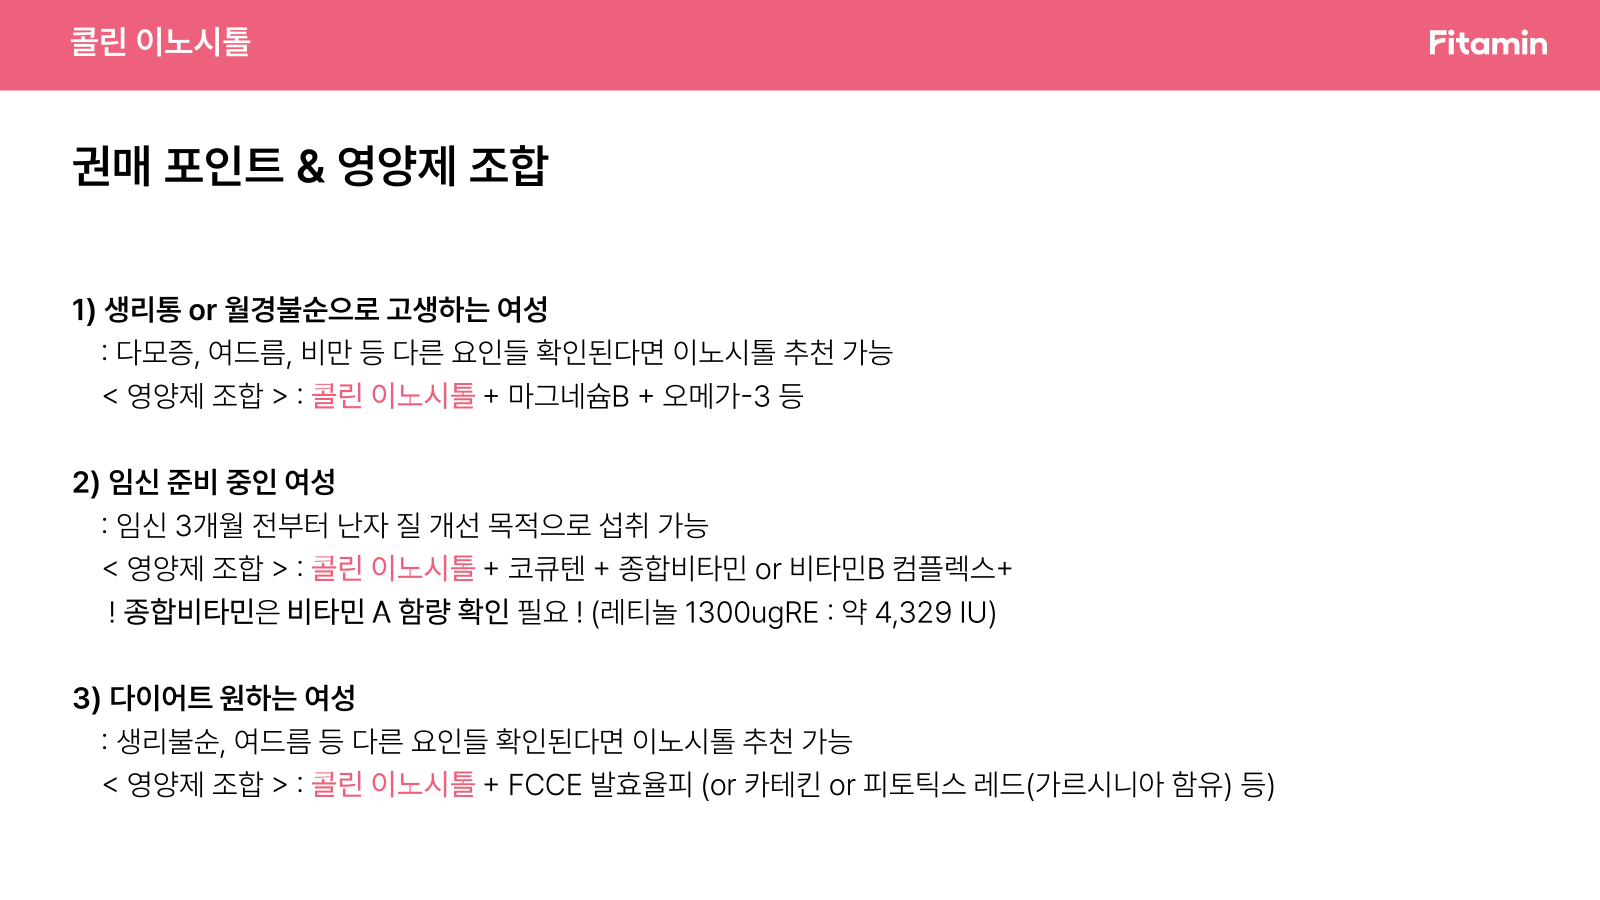 콜린 이노시톨
Fitamin
권매 포인트 & 영양제 조합
1) 생리통 or 월경불순으로 고생하는 여성
: 다모증, 여드름, 비만 등 다른 요인들 확인된다면 이노시톨 추천 가능
< 영양제 조합 > : 콜린 이노시톨 + 마그네슘B + 오메가-3 등
2) 임신 준비 중인 여성
: 임신 3개월 전부터 난자 질 개선 목적으로 섭취 가능
< 영양제 조합 > : 콜린 이노시톨 + 코큐텐 + 종합비타민 or 비타민B 컴플렉스+
! 종합비타민은 비타민 A 함량 확인 필요 ! (레티놀 1300ugRE : 약 4,329 IU)
3) 다이어트 원하는 여성
: 생리불순, 여드름 등 다른 요인들 확인된다면 이노시톨 추천 가능
< 영양제 조합 > : 콜린 이노시톨 + FCCE 발효율피 (or 카테킨 or 피토틱스 레드(가르시니아 함유) 등)